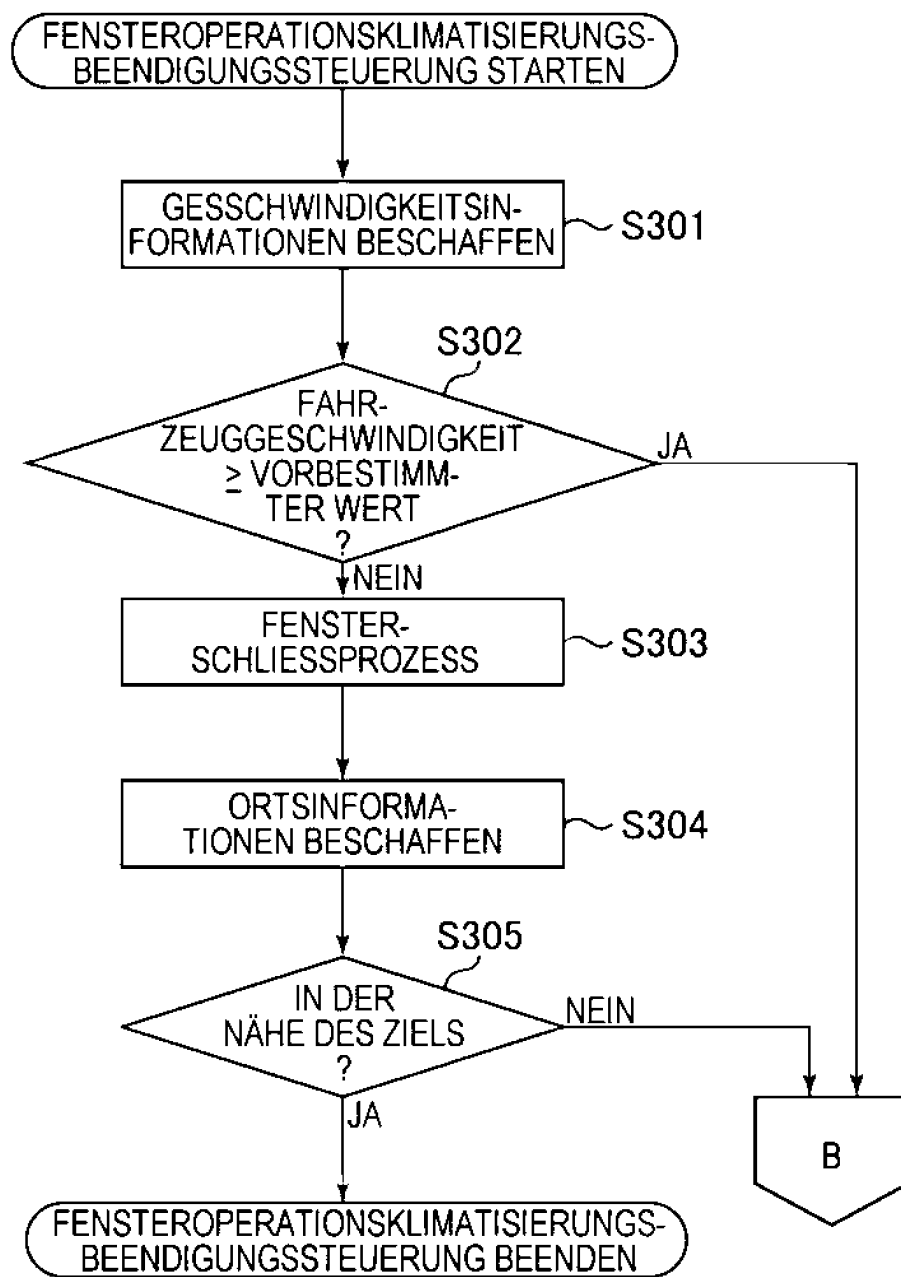 FENSTEROPERATIONSKLIMATISIERUNGS-
BEENDIGUNGSSTEUERUNG STARTEN
GESSCHWINDIGKEITSIN-
FORMATIONEN BESCHAFFEN
S301
S302
FAHR-
ZEUGGESCHWINDIGKEIT
≥ VORBESTIMM-
TER WERT
?
JA
NEIN
FENSTER-
SCHLIESSPROZESS
S303
ORTSINFORMA-
TIONEN BESCHAFFEN
S304
S305
IN DER
NÄHE DES ZIELS
?
NEIN
JA
B
FENSTEROPERATIONSKLIMATISIERUNGS-
BEENDIGUNGSSTEUERUNG BEENDEN